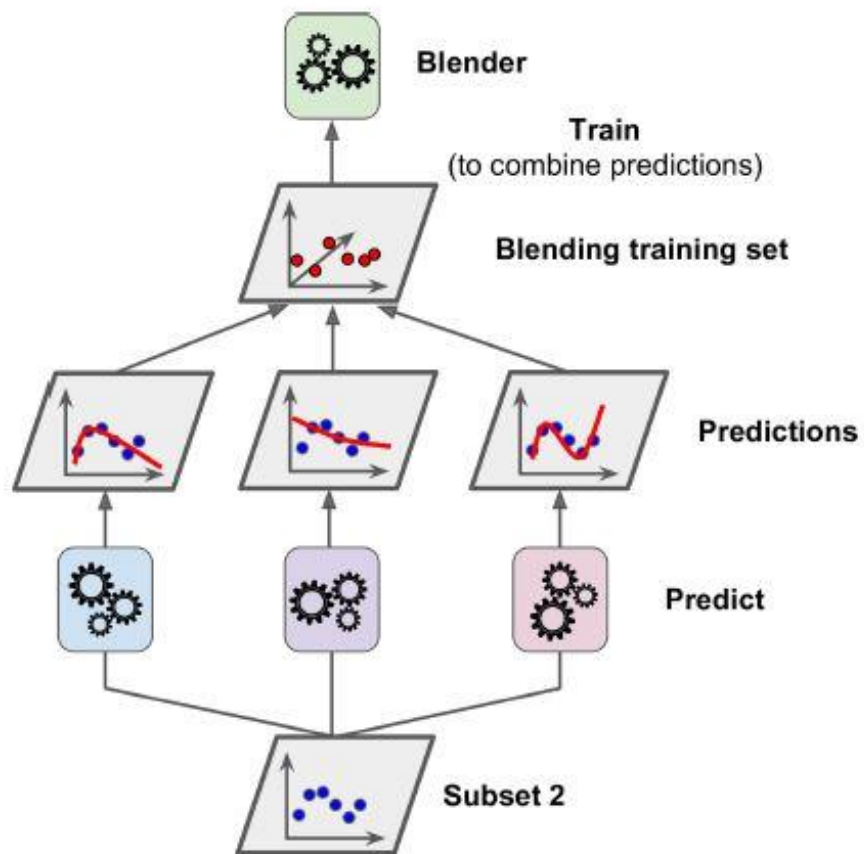 Blender
Train
(to combine predictions)
Blending training set
Predictions
Predict
Subset 2